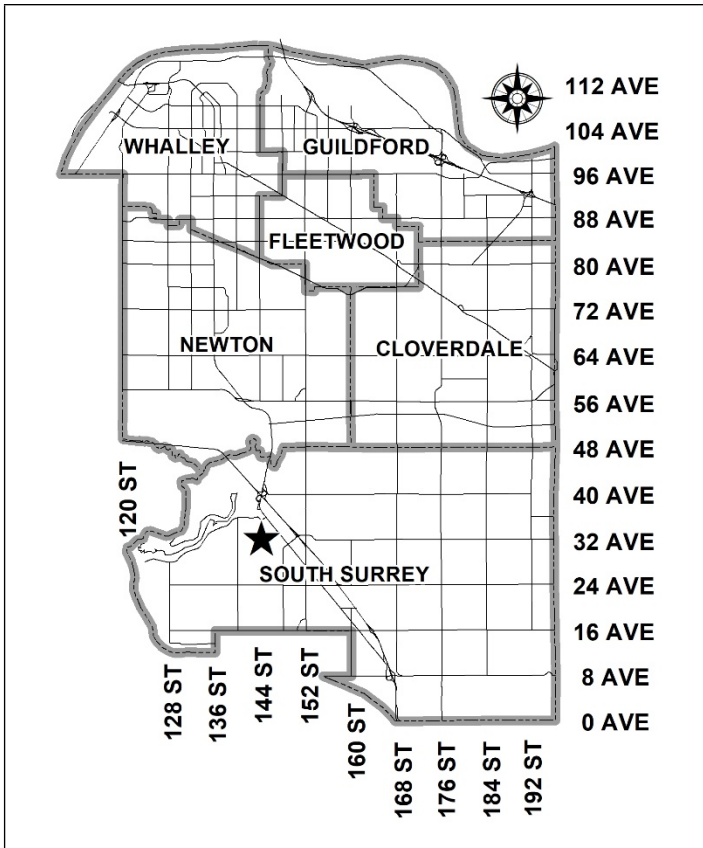 112 AVE
104 AVE
WHALLEY
GUILDFORD
96 AVE
88 AVE
FLEETWOOD
80 AVE
72 AVE
NEWTON
CLOVERDALE
64 AVE
56 AVE
48 AVE
120 ST
40 AVE
32 AVE
SOUTH SURREY
24 AVE
16 AVE
8 AVE
0 AVE
128 ST
136 ST
144 ST
152 ST
160 ST
168 ST
176 ST
184 ST
192 ST